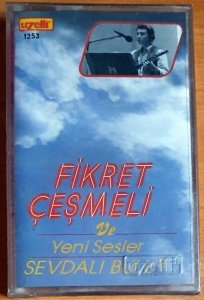 uzelli
1253
FİKRET
ÇEŞMELİ
Ve
Yeni Sesler
SEVDALI